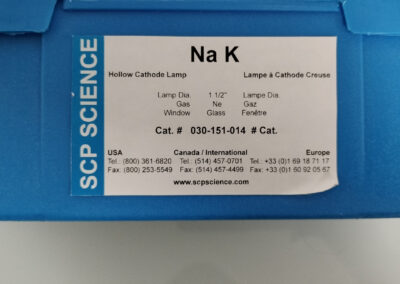 SCP SCIENCE
Na K
Hollow Cathode Lamp Lampe à Cathode Creuse
Lamp Dia. 1 1/2" Lampe Dia.
Gas Ne Gaz
Window Glass Fenêtre
Cat. # 030-151-014 # Cat.
USA Canada / International Europe
Tel.: (800) 361-6820 Tel.: (514) 457-0701 Tel.: +33 (0)1 69 18 71 17
Fax: (800) 253-5549 Fax: (514) 457-4499 Fax: +33 (0)1 60 92 05 67
www.scpscience.com